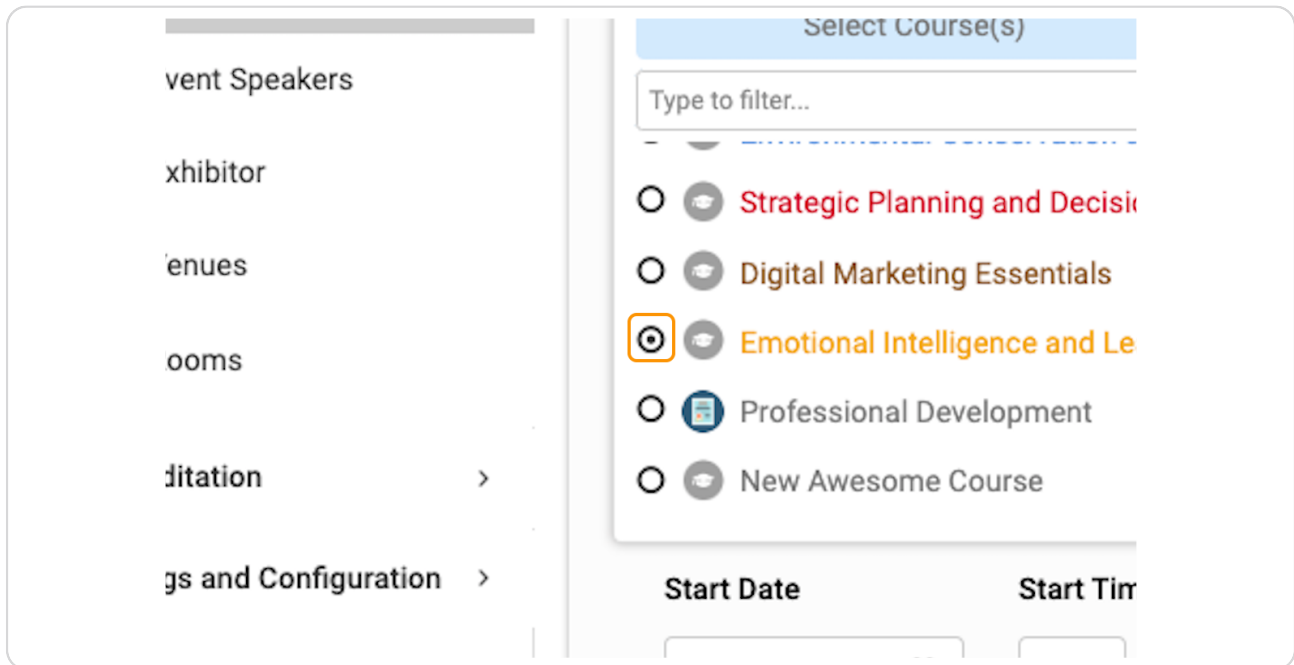 vent Speakers
xhibitor
enues
ooms
ditation
gs and Configuration
Select Course(s)
Type to filter...
Strategic Planning and Decisi
Digital Marketing Essentials
Emotional Intelligence and Le
Professional Development
New Awesome Course
Start Date
Start Tim